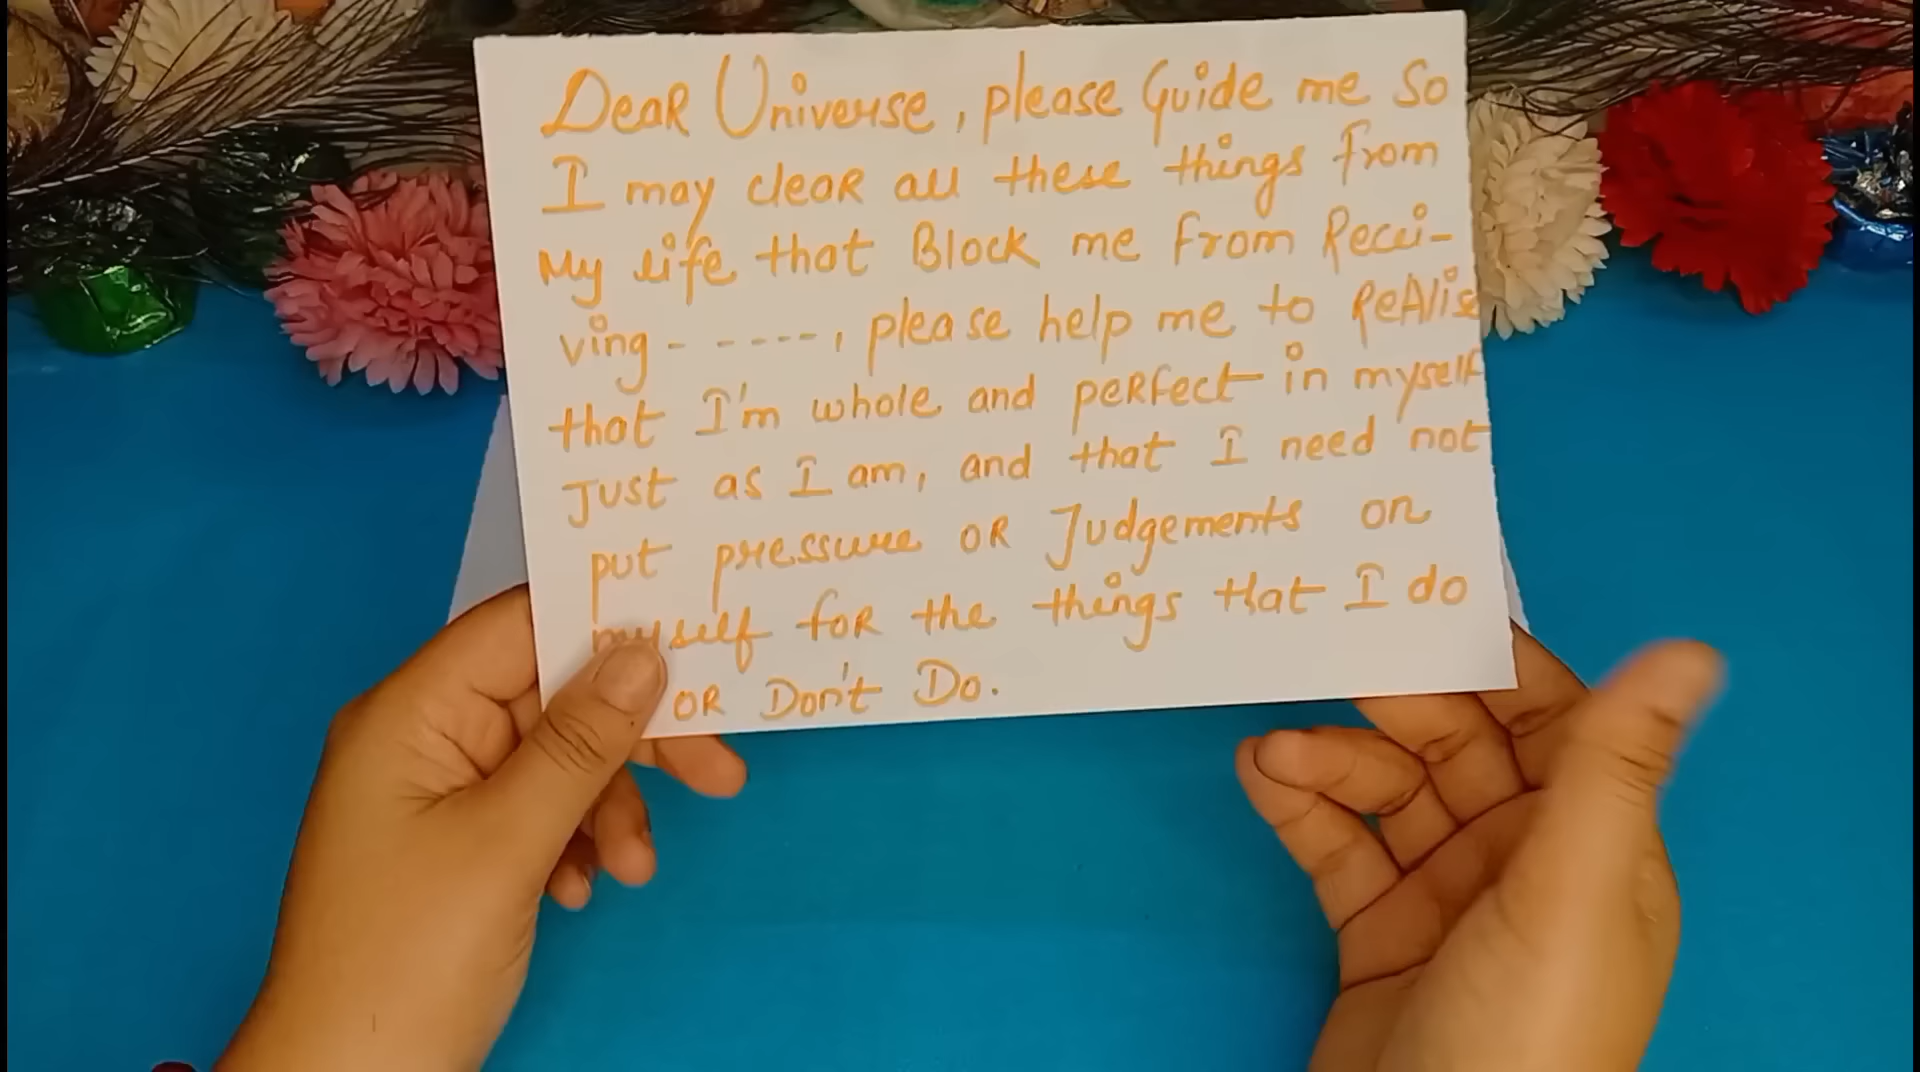 Dear Universe, please Guide me So
I may clear all these things from
My life that Block me from Recei-
ving - - - - - -, please help me to ReAlise
that I'm whole and perfect in myself
Just as I am, and that I need not
put pressure OR Judgements on
myself for the things that I do
OR Don't Do.